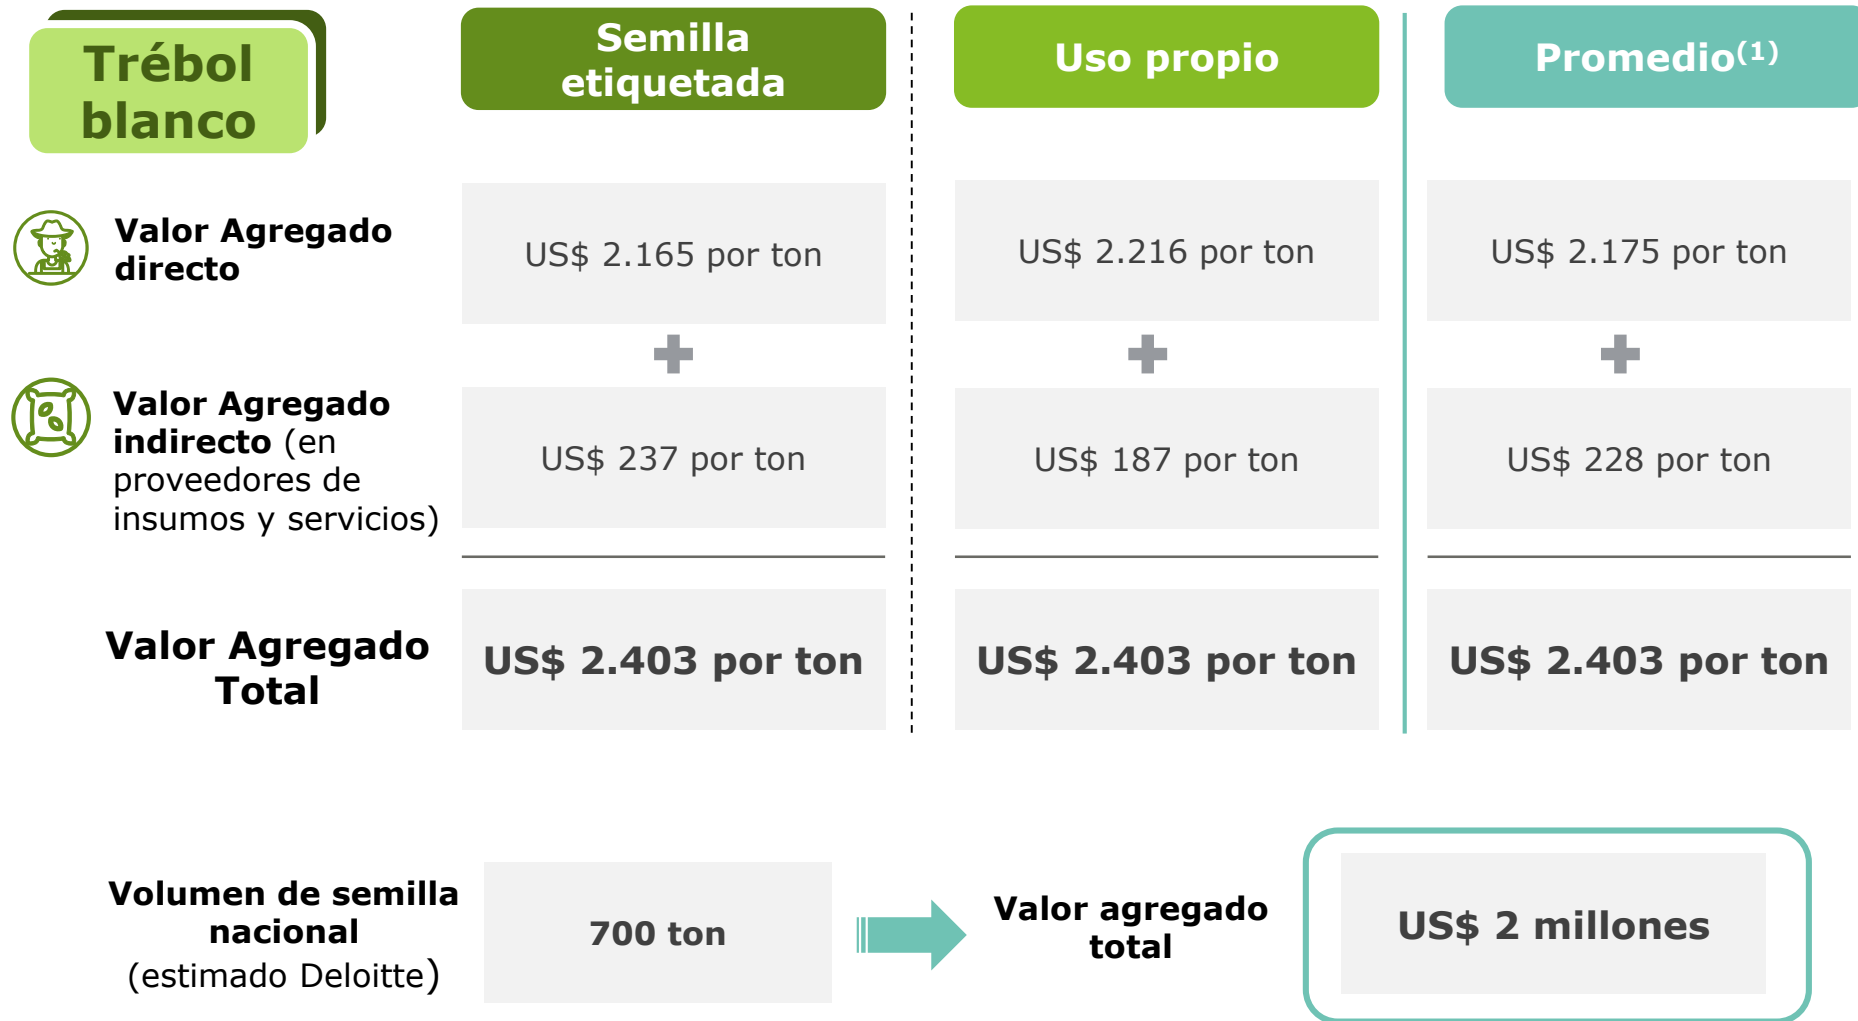 Trébol
blanco
Semilla
etiquetada
Uso propio
Promedio(1)
Valor Agregado
directo
US$ 2.165 por ton
US$ 2.216 por ton
US$ 2.175 por ton
Valor Agregado
indirecto (en
proveedores de
insumos y servicios)
US$ 237 por ton
US$ 187 por ton
US$ 228 por ton
Valor Agregado
Total
US$ 2.403 por ton
US$ 2.403 por ton
US$ 2.403 por ton
Volumen de semilla
nacional
(estimado Deloitte)
700 ton
Valor agregado
total
US$ 2 millones